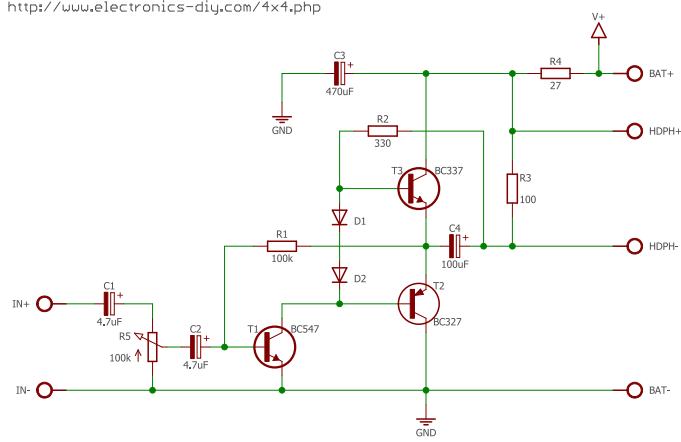 http://www.electronics-diy.com/4x4.php
V+
C3
+
470uF
R4
27
BAT+
GND
R2
330
HDPH+
T3
BC337
R3
100
D1
R1
100k
C4
+
100uF
HDPH-
D2
T2
BC327
IN+
C1
+
4.7uF
R5
100k
C2
+
4.7uF
T1
BC547
IN-
BAT-
GND